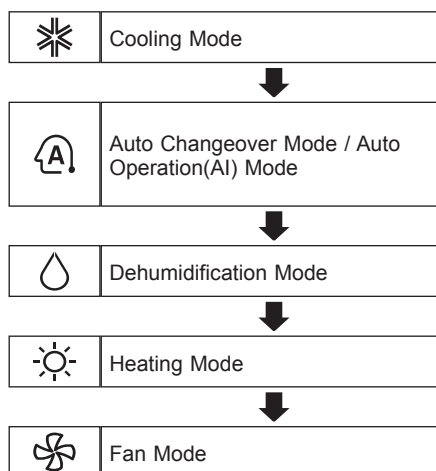 Cooling Mode
A
Auto Changeover Mode / Auto
Operation(AI) Mode
Dehumidification Mode
Heating Mode
Fan Mode